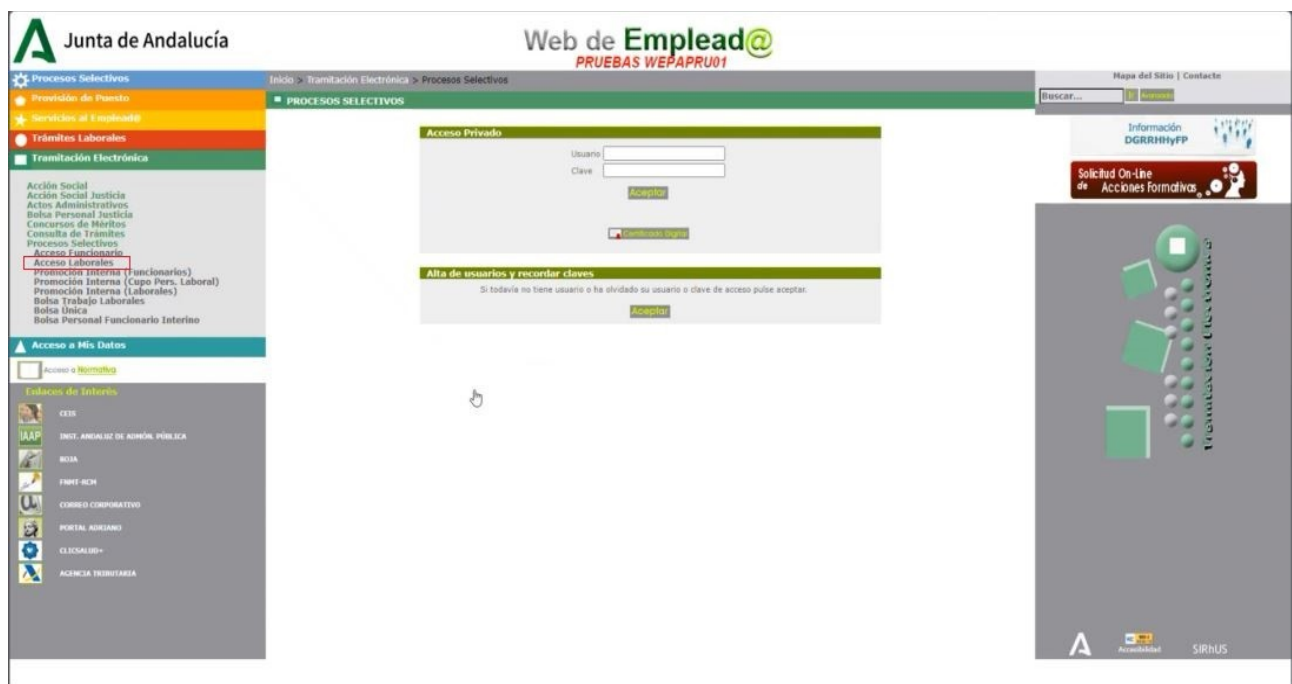 Junta de Andalucía
Web de Emplead@
PRUEBAS WEPAPRU01
Procesos Selectivos
Provisión de Puesto
Servicios al Emplead@
Trámites Laborales
Tramitación Electrónica
Acción Social
Acción Social Justicia
Actos Administrativos
Bolsa Personal Justicia
Concursos de Méritos
Consulta de Trámites
Procesos Selectivos
Acceso Funcionario
Acceso Laborales
Promoción Interna (Funcionarios)
Promoción Interna (Cupo Pers. Laboral)
Promoción Interna (Laborales)
Bolsa Trabajo Laborales
Bolsa Única
Bolsa Personal Funcionario Interino
Acceso a Mis Datos
Acceso a Normativa
Enlaces de Interés
CEIS
IAAP
INST. ANDALUZ DE ADMÓN. PÚBLICA
BOJA
FNMT-RCM
CORREO CORPORATIVO
PORTAL ADRIANO
CLICSALUD+
AGENCIA TRIBUTARIA
Inicio > Tramitación Electrónica > Procesos Selectivos
PROCESOS SELECTIVOS
Acceso Privado
Usuario
Clave
Aceptar
Certificado Digital
Alta de usuarios y recordar claves
Si todavía no tiene usuario o ha olvidado su usuario o clave de acceso pulse aceptar.
Aceptar
Mapa del Sitio | Contacto
Buscar... Ir Avanzado
Información
DGRRHHyFP
Solicitud On-Line
de Acciones Formativas
Tramitación Electrónica
Accesibilidad
SIRhUS